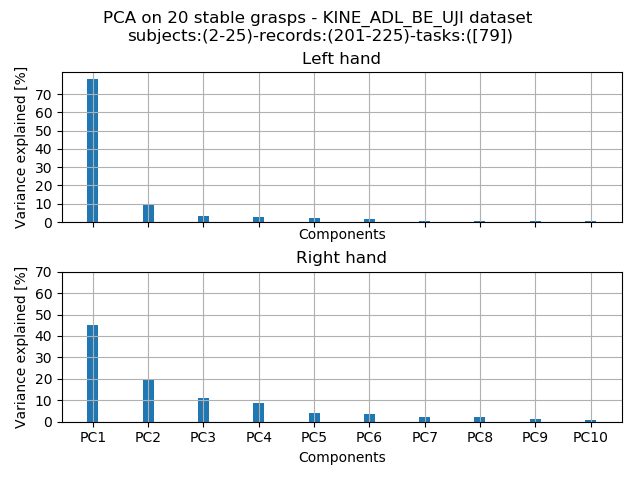 PCA on 20 stable grasps - KINE_ADL_BE_UJI dataset
subjects:(2-25)-records:(201-225)-tasks:([79])
Left hand
Variance explained [%]
70
60
50
40
30
20
10
0
Components
Right hand
Variance explained [%]
70
60
50
40
30
20
10
0
PC1 PC2 PC3 PC4 PC5 PC6 PC7 PC8 PC9 PC10
Components